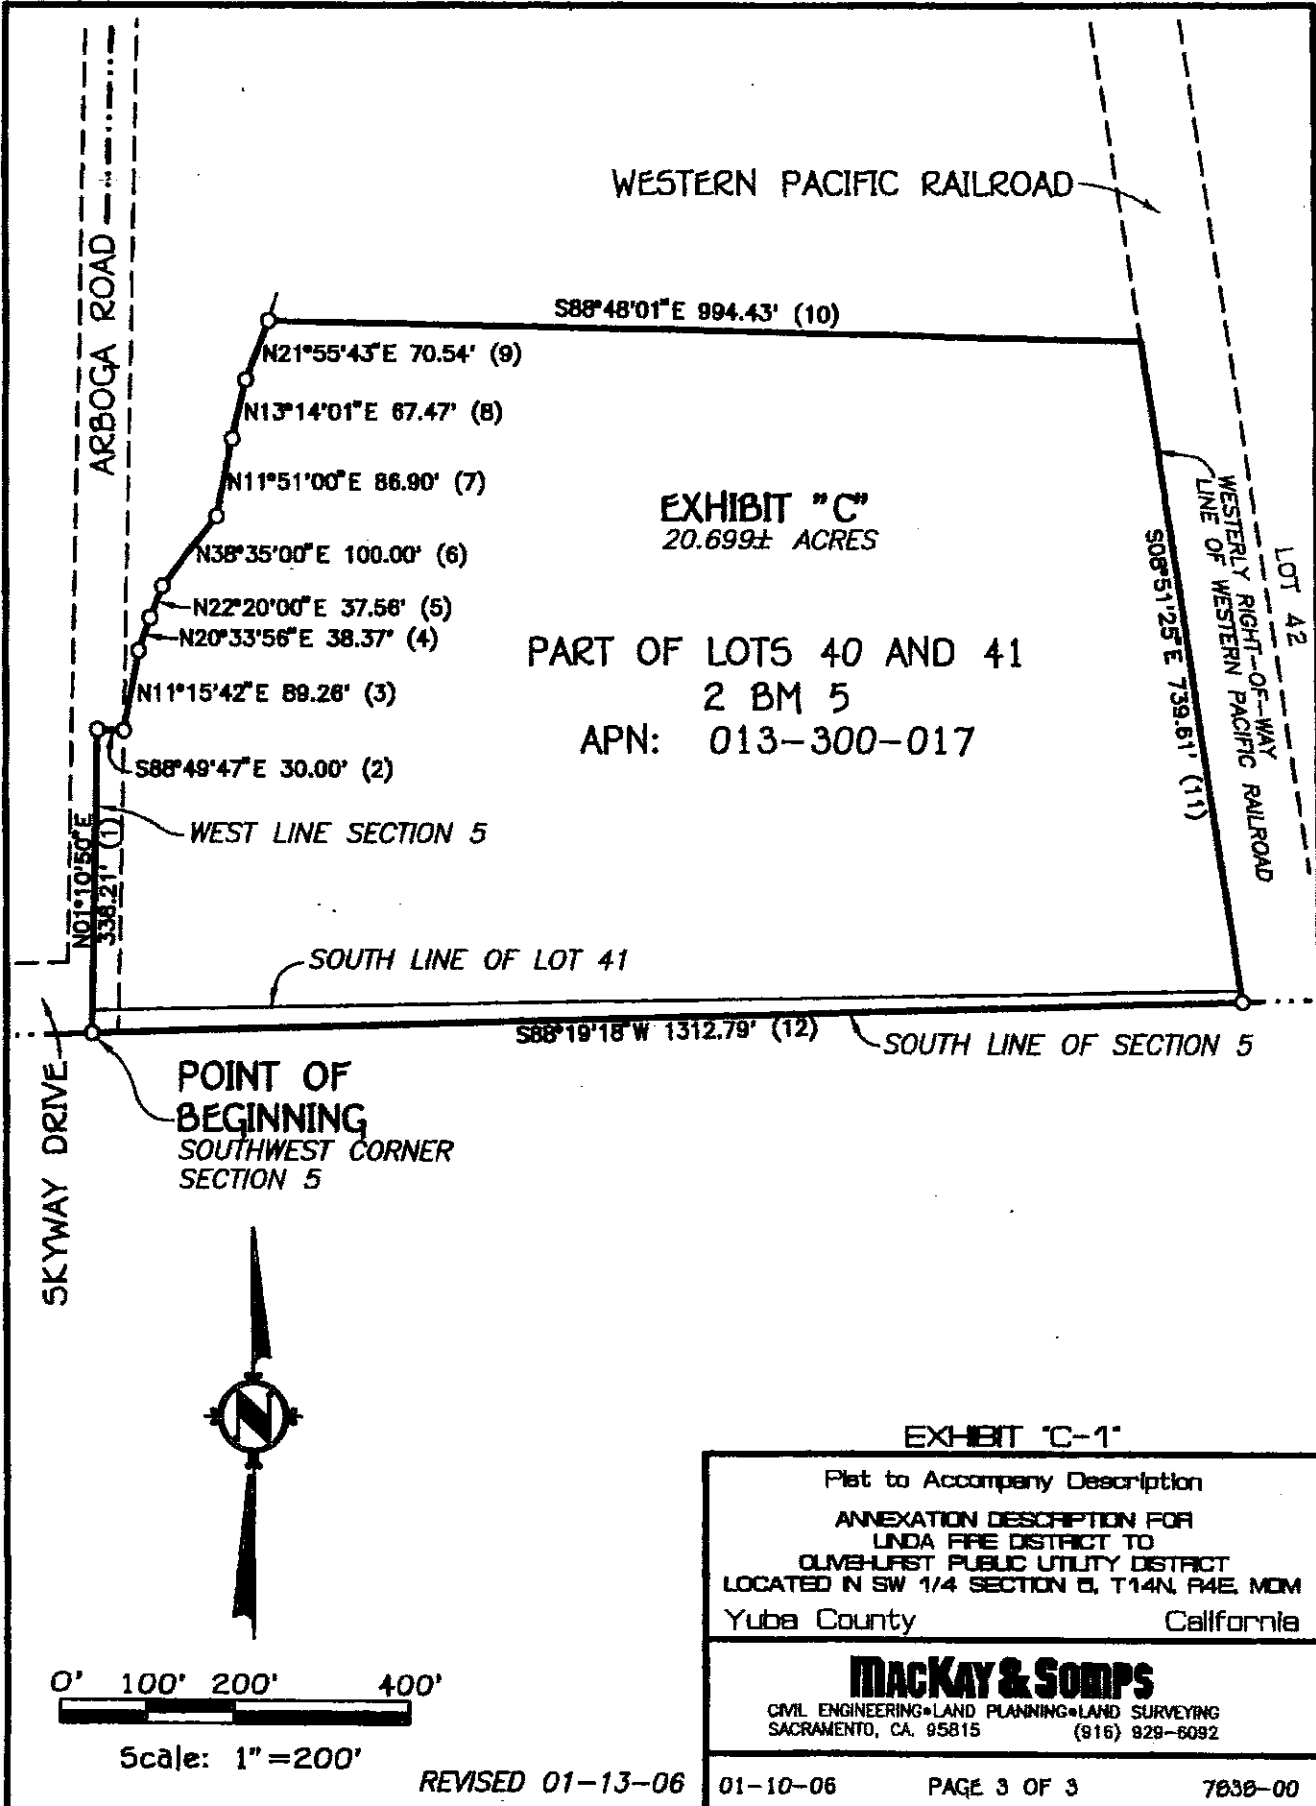 WESTERN PACIFIC RAILROAD
ARBOGA ROAD
S88°48'01"E 994.43' (10)
N21°55'43"E 70.54' (9)
N13°14'01"E 67.47' (8)
N11°51'00"E 86.90' (7)
EXHIBIT "C"
20.699± ACRES
N38°35'00"E 100.00' (6)
N22°20'00"E 37.56' (5)
N20°33'56"E 38.37' (4)
N11°15'42"E 89.26' (3)
PART OF LOTS 40 AND 41
2 BM 5
APN: 013-300-017
S88°49'47"E 30.00' (2)
WESTERLY RIGHT-OF-WAY
LINE OF WESTERN PACIFIC RAILROAD
LOT 42
S08°51'25"E 739.61' (11)
WEST LINE SECTION 5
N01°10'50"E
338.21' (1)
SOUTH LINE OF LOT 41
S88°19'18"W 1312.79' (12)
SOUTH LINE OF SECTION 5
SKYWAY DRIVE
POINT OF
BEGINNING
SOUTHWEST CORNER
SECTION 5
N
0' 100' 200' 400'
Scale: 1"=200'
REVISED 01-13-06
EXHIBIT "C-1"
Plat to Accompany Description
ANNEXATION DESCRIPTION FOR
LINDA FIRE DISTRICT TO
OLIVEHURST PUBLIC UTILITY DISTRICT
LOCATED IN SW 1/4 SECTION 5, T14N, R4E, MDM
Yuba County California
MACKAY & SOMPS
CIVIL ENGINEERING•LAND PLANNING•LAND SURVEYING
SACRAMENTO, CA. 95815 (916) 929-6092
01-10-06 PAGE 3 OF 3 7636-00